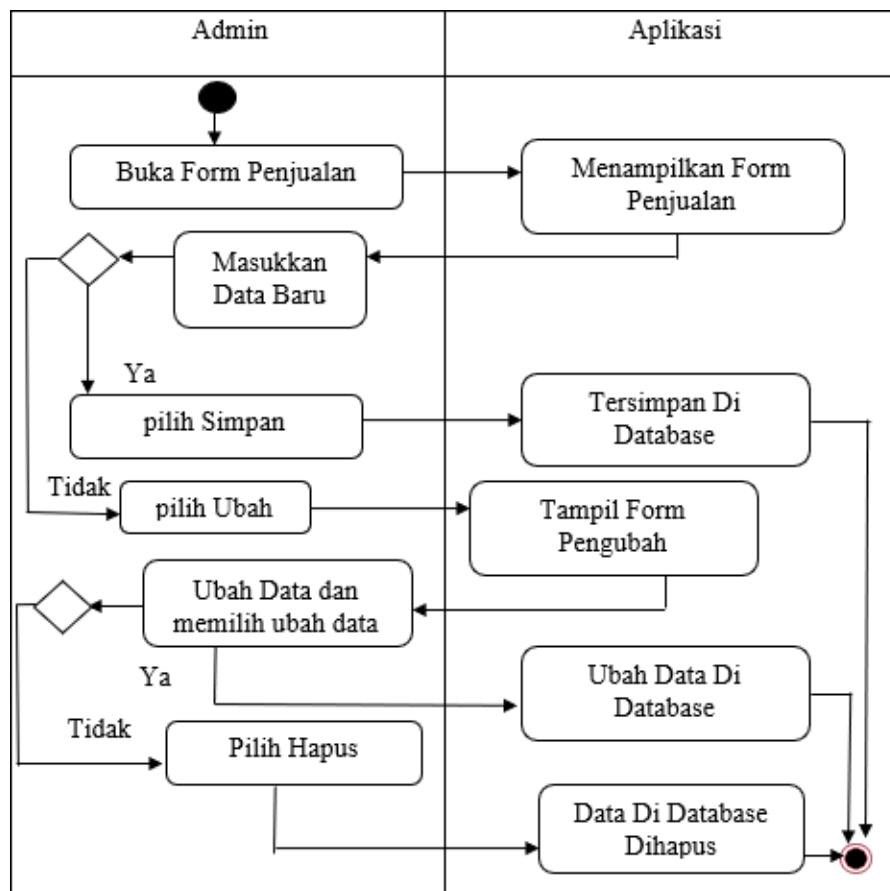 Admin
Aplikasi
Buka Form Penjualan
Menampilkan Form
Penjualan
Masukkan
Data Baru
Ya
pilih Simpan
Tersimpan Di
Database
Tidak
pilih Ubah
Tampil Form
Pengubah
Ubah Data dan
memilih ubah data
Ya
Ubah Data Di
Database
Tidak
Pilih Hapus
Data Di Database
Dihapus